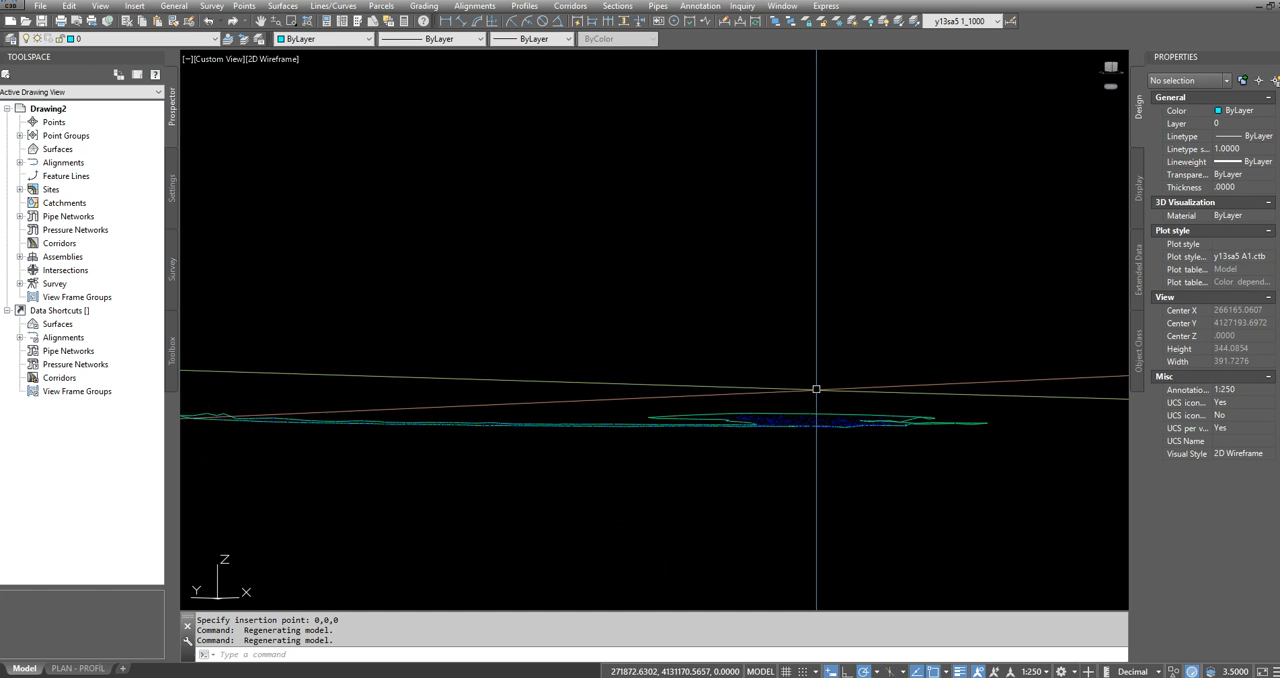 File Edit View Insert General Survey Points Surfaces Lines/Curves Parcels Grading Alignments Profiles Corridors Sections Pipes Annotation Inquiry Window Express
y13sa5 1_1000
0 ByLayer ByLayer ByLayer ByColor
TOOLSPACE
Active Drawing View
Drawing2
Points
Point Groups
Surfaces
Alignments
Feature Lines
Sites
Catchments
Pipe Networks
Pressure Networks
Corridors
Assemblies
Intersections
Survey
View Frame Groups
Data Shortcuts []
Surfaces
Alignments
Pipe Networks
Pressure Networks
Corridors
View Frame Groups
Prospector
Settings
Survey
Toolbox
[−][Custom View][2D Wireframe]
Z
Y
X
Specify insertion point: 0,0,0
Command: Regenerating model.
Command: Regenerating model.
Type a command
Design
Display
Extended Data
Object Class
PROPERTIES
No selection
General
Color ByLayer
Layer 0
Linetype ByLayer
Linetype s... 1.0000
Lineweight ByLayer
Transpare... ByLayer
Thickness .0000
3D Visualization
Material ByLayer
Plot style
Plot style
Plot style... y13sa5 A1.ctb
Plot table... Model
Plot table... Color depend...
View
Center X 266165.0607
Center Y 4127193.6972
Center Z .0000
Height 344.0854
Width 391.7276
Misc
Annotatio... 1:250
UCS icon... Yes
UCS icon... No
UCS per v... Yes
UCS Name
Visual Style 2D Wireframe
Model PLAN - PROFIL +
271872.6302, 4131170.5657, 0.0000 MODEL 1:250 Decimal 3.5000